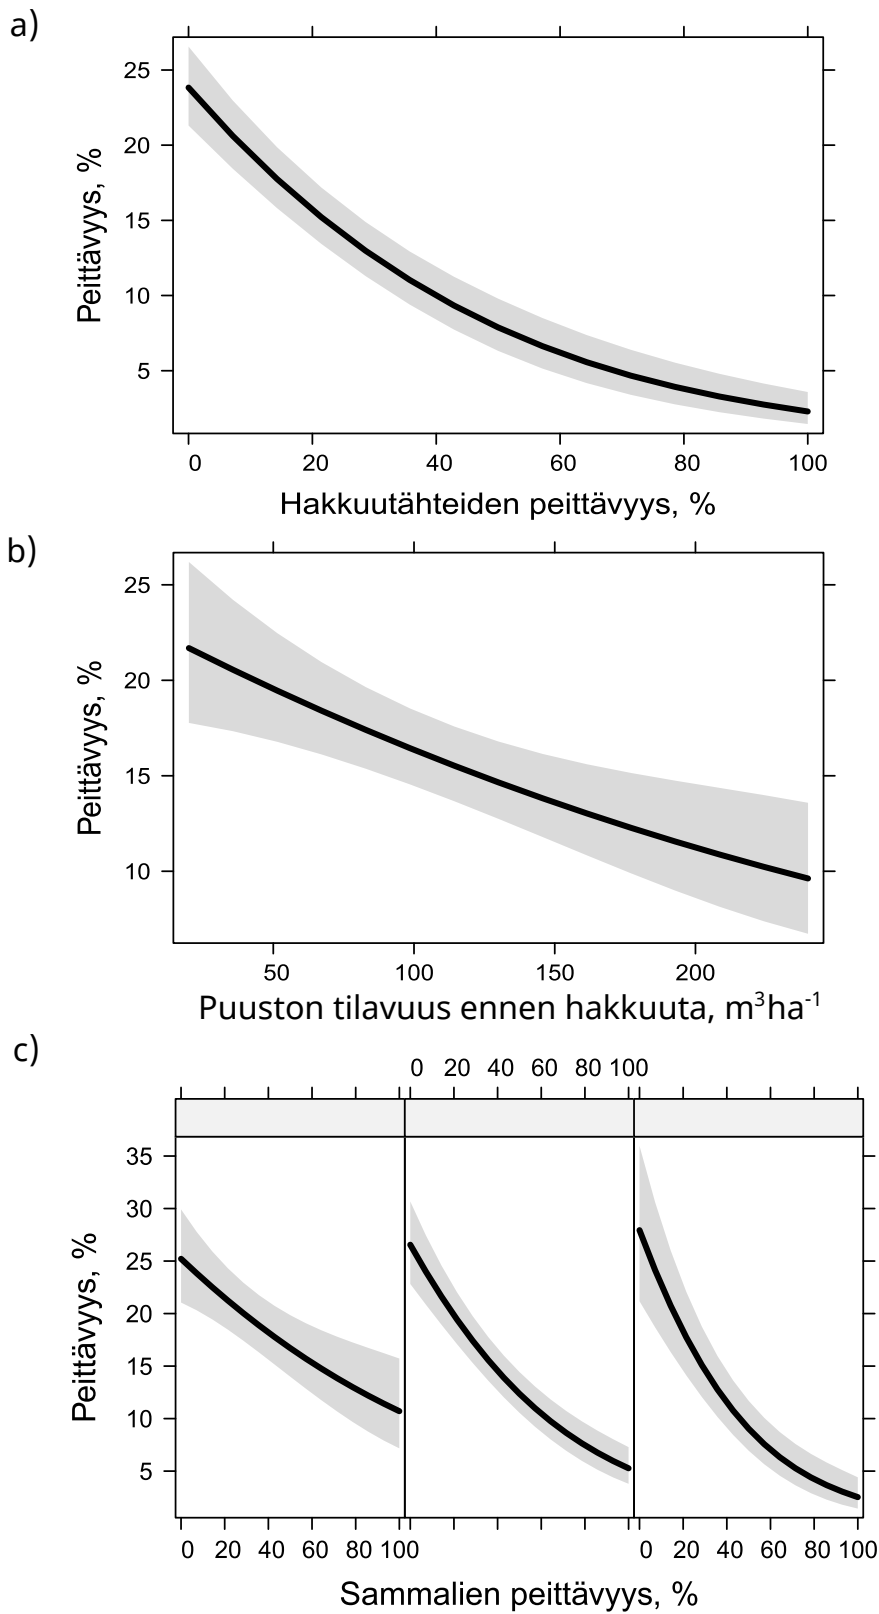 a)
25
20
15
10
5
Peittävyys, %
0 20 40 60 80 100
Hakkuutähteiden peittävyys, %
b)
25
20
15
10
Peittävyys, %
50 100 150 200
Puuston tilavuus ennen hakkuuta, m³ha⁻¹
c)
0 20 40 60 80 100
35
30
25
20
15
10
5
Peittävyys, %
0 20 40 60 80 100 0 20 40 60 80 100
Sammalien peittävyys, %